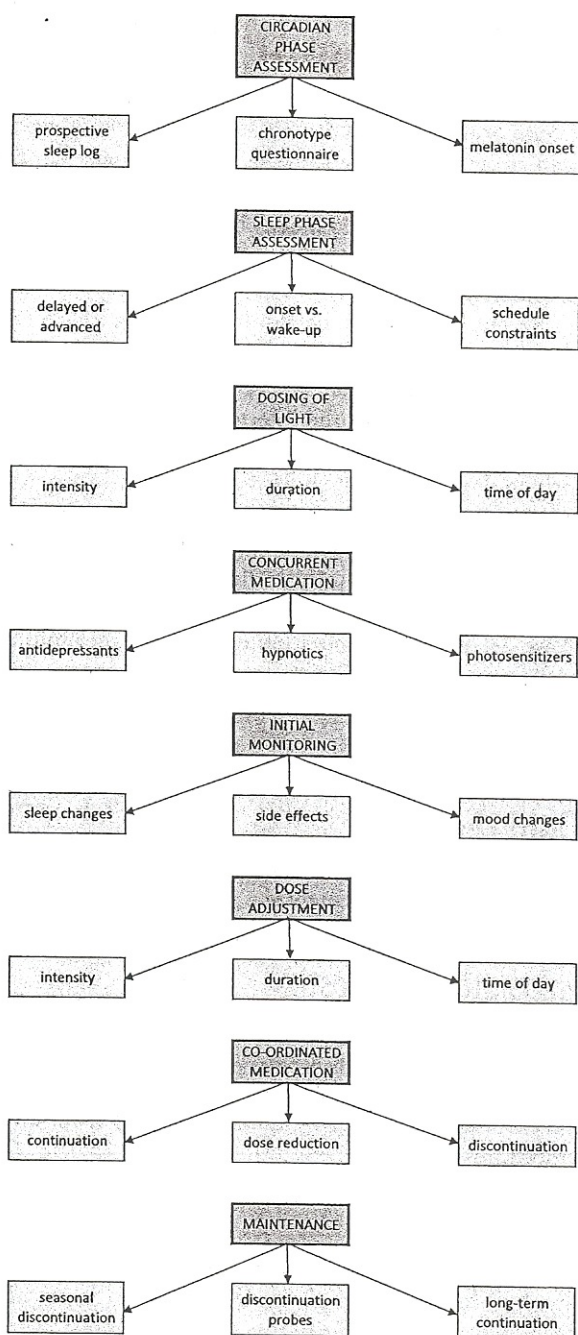 CIRCADIAN
PHASE
ASSESSMENT
prospective
sleep log
chronotype
questionnaire
melatonin onset
SLEEP PHASE
ASSESSMENT
delayed or
advanced
onset vs.
wake-up
schedule
constraints
DOSING OF
LIGHT
intensity
duration
time of day
CONCURRENT
MEDICATION
antidepressants
hypnotics
photosensitizers
INITIAL
MONITORING
sleep changes
side effects
mood changes
DOSE
ADJUSTMENT
intensity
duration
time of day
CO-ORDINATED
MEDICATION
continuation
dose reduction
discontinuation
MAINTENANCE
seasonal
discontinuation
discontinuation
probes
long-term
continuation